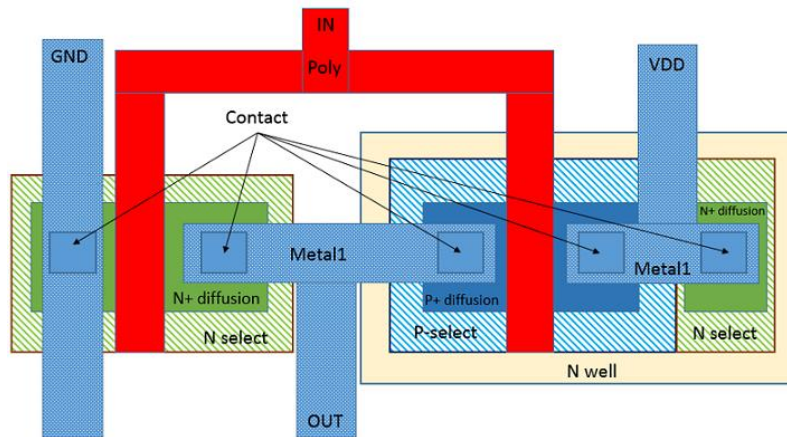 IN
GND
Poly
VDD
Contact
N+ diffusion
Metal1
Metal1
N+ diffusion
P+ diffusion
N select
P-select
N select
N well
OUT